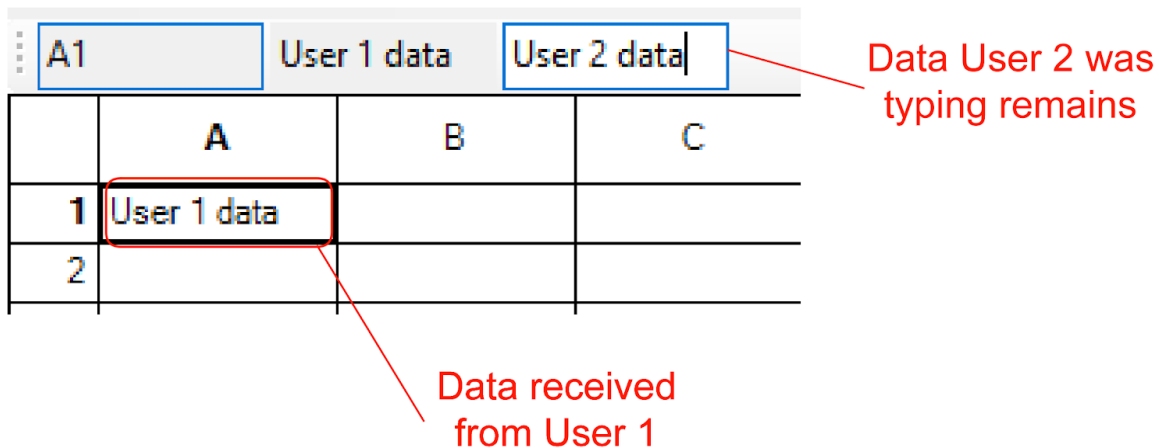 A1 User 1 data User 2 data
Data User 2 was
typing remains
A B C
1 User 1 data
2
Data received
from User 1